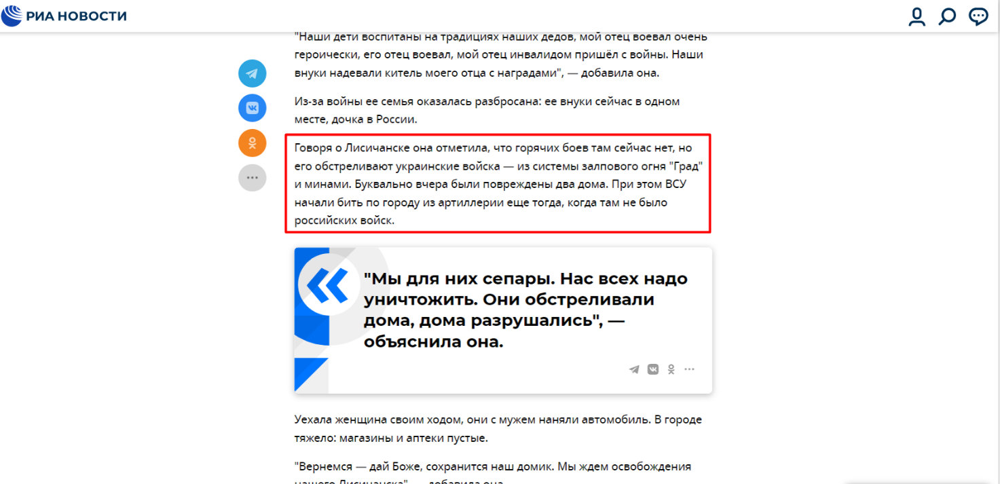 РИА НОВОСТИ
"Наши дети воспитаны на традициях наших дедов, мой отец воевал очень
героически, его отец воевал, мой отец инвалидом пришёл с войны. Наши
внуки надевали китель моего отца с наградами", — добавила она.
Из-за войны ее семья оказалась разбросана: ее внуки сейчас в одном
месте, дочка в России.
Говоря о Лисичанске она отметила, что горячих боев там сейчас нет, но
его обстреливают украинские войска — из системы залпового огня "Град"
и минами. Буквально вчера были повреждены два дома. При этом ВСУ
начали бить по городу из артиллерии еще тогда, когда там не было
российских войск.
"Мы для них сепары. Нас всех надо
уничтожить. Они обстреливали
дома, дома разрушались", —
объяснила она.
Уехала женщина своим ходом, они с мужем наняли автомобиль. В городе
тяжело: магазины и аптеки пустые.
"Вернемся — дай Боже, сохранится наш домик. Мы ждем освобождения
нашего Лисичанска", — добавила она.